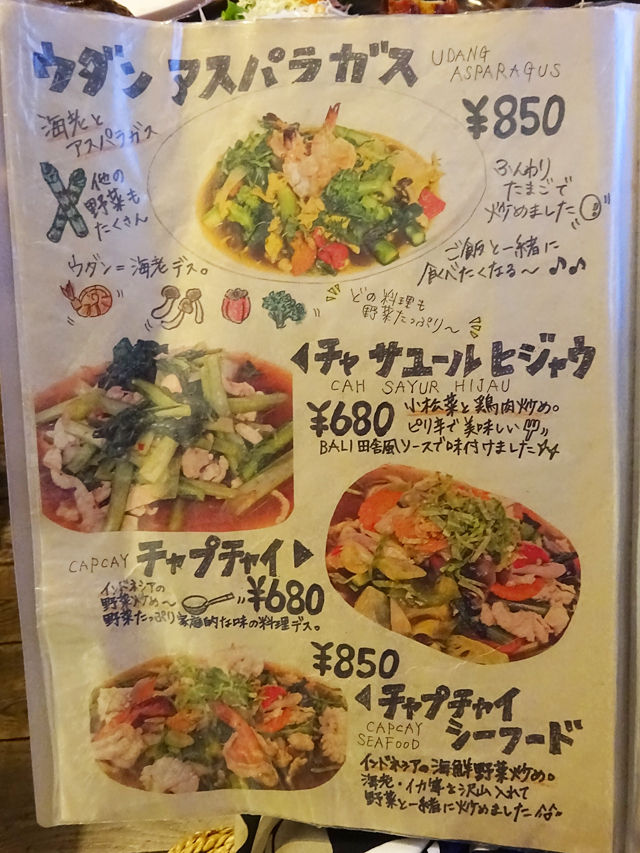 ウダン アスパラガス
UDANG
ASPARAGUS
¥850
海老と
アスパラガス
他の
野菜も
たくさん
ふんわり
たまごで
炒めました
ご飯と一緒に
食べたくなる～♪♪
ウダン=海老デス。
どの料理も
野菜たっぷり～
◀チャ サユール ヒジャウ
CAH SAYUR HIJAU
¥680
小松菜と鶏肉炒め。
ピリ辛で美味しい
BALI田舎風ソースで味付けました
CAPCAY チャプチャイ▶
インドネシアの
野菜炒め～
¥680
野菜たっぷり家庭的な味の料理デス。
¥850
◀チャプチャイ
シーフード
CAPCAY
SEAFOOD
インドネシアの海鮮野菜炒め。
海老・イカ等を沢山入れて
野菜と一緒に炒めました